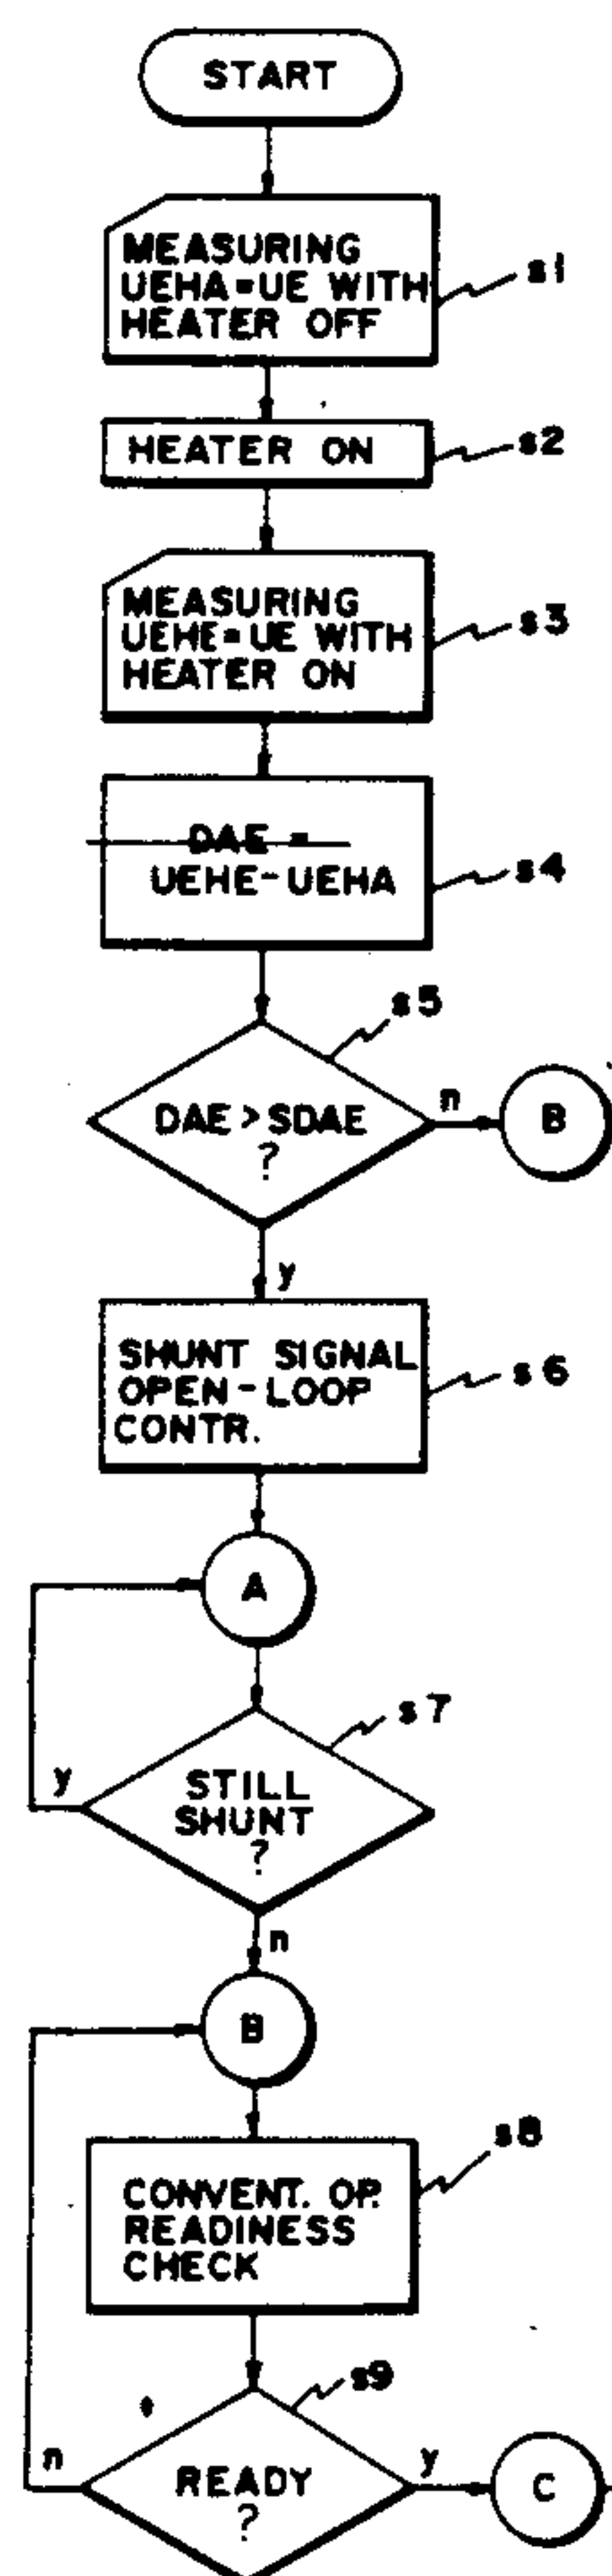 START
MEASURING
UEHA=UE WITH
HEATER OFF
s1
HEATER ON
s2
MEASURING
UEHE=UE WITH
HEATER ON
s3
DAE =
UEHE-UEHA
s4
s5
DAE > SDAE
?
n
B
y
SHUNT SIGNAL
OPEN-LOOP
CONTR.
s6
A
s7
STILL
SHUNT
?
y
n
B
s8
CONVENT. OP.
READINESS
CHECK
s9
READY
?
n
y
C